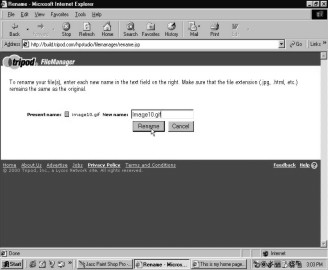 Rename - Microsoft Internet Explorer
File Edit View Favorites Tools Help
Back Forward Stop Refresh Home Search Favorites History Mail Print
Address http://build.tripod.com/hpstudio/filemanager/rename.jsp Go Links »
tripod FileManager
To rename your file(s), enter each new name in the text field on the right. Make sure that the file extension (.jpg, .html, etc.)
remains the same as the original.
Present name: image10.gif New name: Image10.gif
Rename Cancel
Home About Us Advertise Jobs Privacy Policy Terms and Conditions Feedback Help
© 2000 Tripod, Inc., a Lycos Network site. All rights reserved.
Done Internet
Start Jasc Paint Shop Pro - Rename - Micros... This is my home page. 3:03 PM